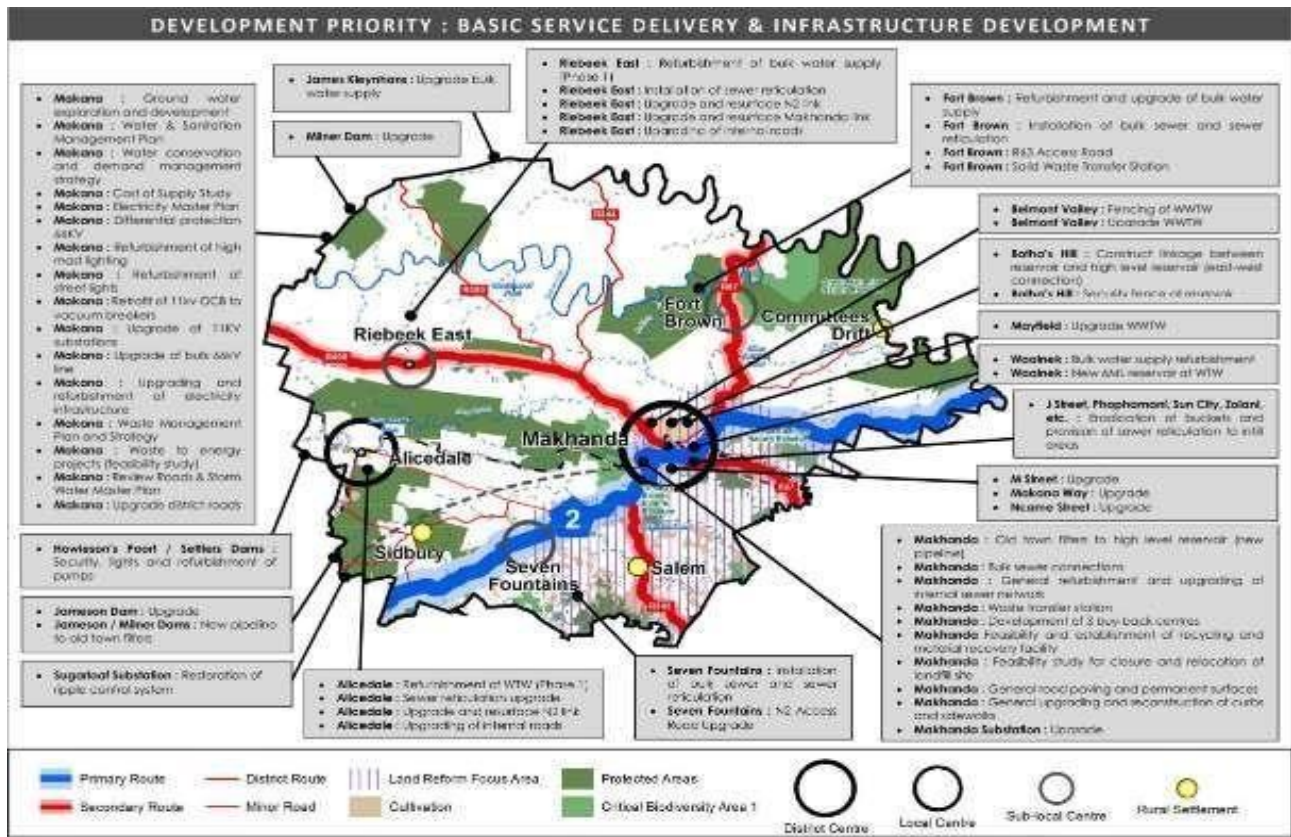 DEVELOPMENT PRIORITY : BASIC SERVICE DELIVERY & INFRASTRUCTURE DEVELOPMENT
• Makana : Ground water
exploration and development
• Makana : Water & Sanitation
Management Plan
• Makana : Water conservation
and demand management
strategy
• Makana : Cost of Supply Study
• Makana : Electricity Master Plan
• Makana : Differential protection
66KV
• Makana : Refurbishment of high
mast lighting
• Makana : Refurbishment of
street lights
• Makana : Retrofit of 11kv OCB to
vacuum breakers
• Makana : Upgrade of 11KV
substations
• Makana : Upgrade of bulk 66kV
line
• Makana : Upgrading and
refurbishment of electricity
infrastructure
• Makana : Waste Management
Plan and Strategy
• Makana : Waste to energy
projects (feasibility study)
• Makana : Review Roads & Storm
Water Master Plan
• Makana : Upgrade district roads
• Howieson's Poort / Settlers Dams :
Security, lights and refurbishment of
pumps
• Jameson Dam : Upgrade
• Jameson / Milner Dams : New pipeline
to old town filters
• Sugarloaf Substation : Restoration of
ripple control system
• James Kleynhans : Upgrade bulk
water supply
• Milner Dam : Upgrade
• Riebeek East : Refurbishment of bulk water supply
(Phase 1)
• Riebeek East : Installation of sewer reticulation
• Riebeek East : Upgrade and resurface N2 link
• Riebeek East : Upgrade and resurface Makhanda link
• Riebeek East : Upgrading of internal roads
• Fort Brown : Refurbishment and upgrade of bulk water
supply
• Fort Brown : Installation of bulk sewer and sewer
reticulation
• Fort Brown : R63 Access Road
• Fort Brown : Solid Waste Transfer Station
• Belmont Valley : Fencing of WWTW
• Belmont Valley : Upgrade WWTW
• Botha's Hill : Construct linkage between
reservoir and high level reservoir (east-west
connection)
• Botha's Hill : Security fence at reservoir
• Mayfield : Upgrade WWTW
• Waainek : Bulk water supply refurbishment
• Waainek : New 6ML reservoir at WTW
• J Street, Phaphamani, Sun City, Zolani,
etc. : Eradication of buckets and
provision of sewer reticulation to infill
areas
• M Street : Upgrade
• Makana Way : Upgrade
• Ncame Street : Upgrade
• Makhanda : Old town filters to high level reservoir (new
pipeline)
• Makhanda : Bulk sewer connections
• Makhanda : General refurbishment and upgrading of
internal sewer network
• Makhanda : Waste transfer station
• Makhanda : Development of 3 buy-back centres
• Makhanda Feasibility and establishment of recycling and
material recovery facility
• Makhanda : Feasibility study for closure and relocation of
landfill site
• Makhanda : General road paving and permanent surfaces
• Makhanda : General upgrading and reconstruction of curbs
and sidewalks
• Makhanda Substation : Upgrade
• Alicedale : Refurbishment of WTW (Phase 1)
• Alicedale : Sewer reticulation upgrade
• Alicedale : Upgrade and resurface N2 link
• Alicedale : Upgrading of internal roads
• Seven Fountains : Installation
of bulk sewer and sewer
reticulation
• Seven Fountains : N2 Access
Road Upgrade
Riebeek East
Fort
Brown
Committees
Drift
Makhanda
Alicedale
Sidbury
2
Seven
Fountains
Salem
R67
Primary Route
District Route
Land Reform Focus Area
Protected Areas
Secondary Route
Minor Road
Cultivation
Critical Biodiversity Area 1
District Centre
Local Centre
Sub-local Centre
Rural Settlement